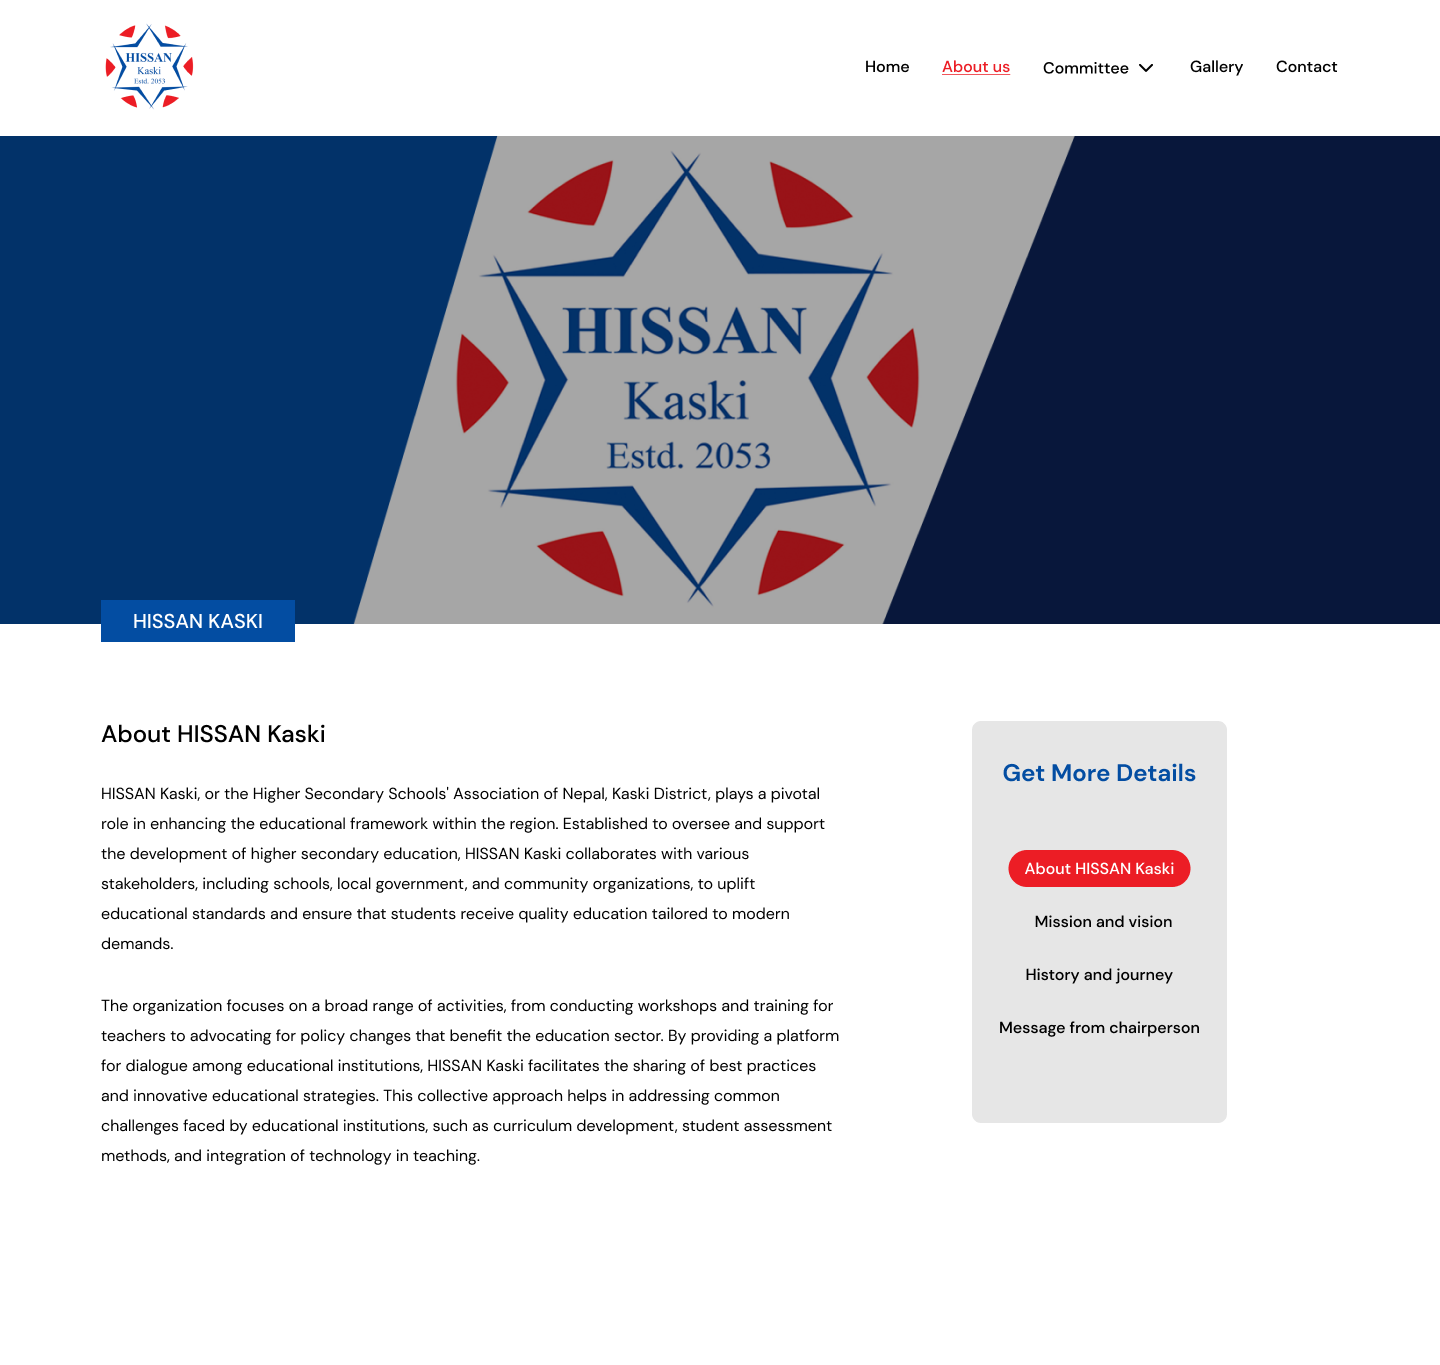 HISSAN
Kaski
Estd. 2053
Home
About us
Committee
Gallery
Contact
HISSAN
Kaski
Estd. 2053
HISSAN KASKI
About HISSAN Kaski
HISSAN Kaski, or the Higher Secondary Schools' Association of Nepal, Kaski District, plays a pivotal
role in enhancing the educational framework within the region. Established to oversee and support
the development of higher secondary education, HISSAN Kaski collaborates with various
stakeholders, including schools, local government, and community organizations, to uplift
educational standards and ensure that students receive quality education tailored to modern
demands.
The organization focuses on a broad range of activities, from conducting workshops and training for
teachers to advocating for policy changes that benefit the education sector. By providing a platform
for dialogue among educational institutions, HISSAN Kaski facilitates the sharing of best practices
and innovative educational strategies. This collective approach helps in addressing common
challenges faced by educational institutions, such as curriculum development, student assessment
methods, and integration of technology in teaching.
Get More Details
About HISSAN Kaski
Mission and vision
History and journey
Message from chairperson